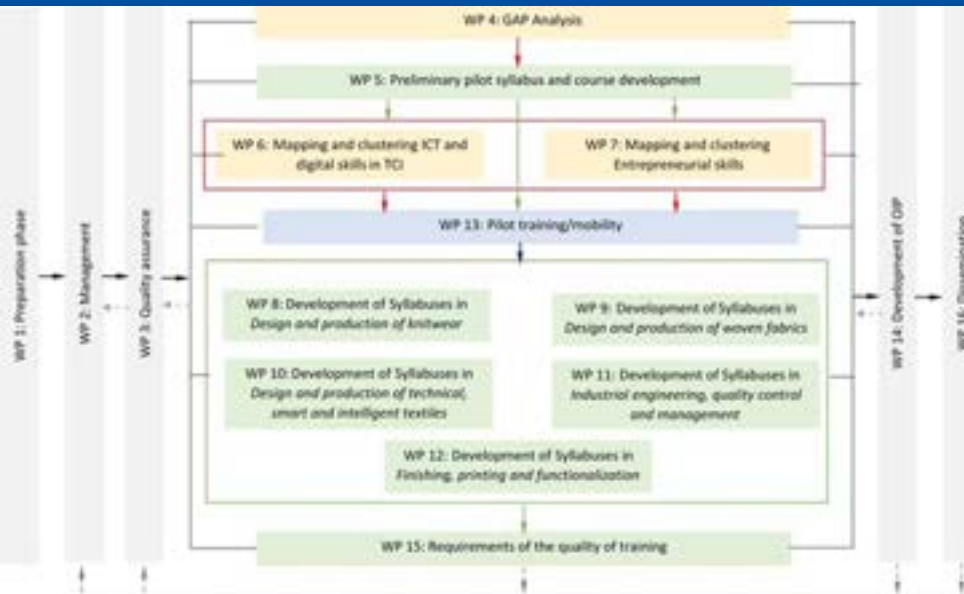 WP 4: GAP Analysis
WP 5: Preliminary pilot syllabus and course development
WP 6: Mapping and clustering ICT and
digital skills in TCI
WP 7: Mapping and clustering
Entrepreneurial skills
WP 13: Pilot training/mobility
WP 1: Preparation phase
WP 2: Management
WP 3: Quality assurance
WP 8: Development of Syllabuses in
Design and production of knitwear
WP 9: Development of Syllabuses in
Design and production of woven fabrics
WP 10: Development of Syllabuses in
Design and production of technical,
smart and intelligent textiles
WP 11: Development of Syllabuses in
Industrial engineering, quality control
and management
WP 12: Development of Syllabuses in
Finishing, printing and functionalization
WP 15: Requirements of the quality of training
WP 14: Development of OIP
WP 16: Dissemination